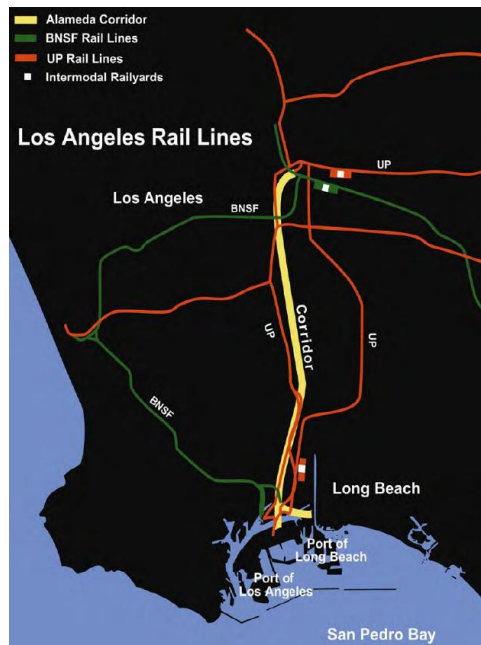 Alameda Corridor
BNSF Rail Lines
UP Rail Lines
Intermodal Railyards
Los Angeles Rail Lines
UP
Los Angeles
BNSF
Corridor
UP
UP
BNSF
Long Beach
Port of
Long Beach
Port of
Los Angeles
San Pedro Bay